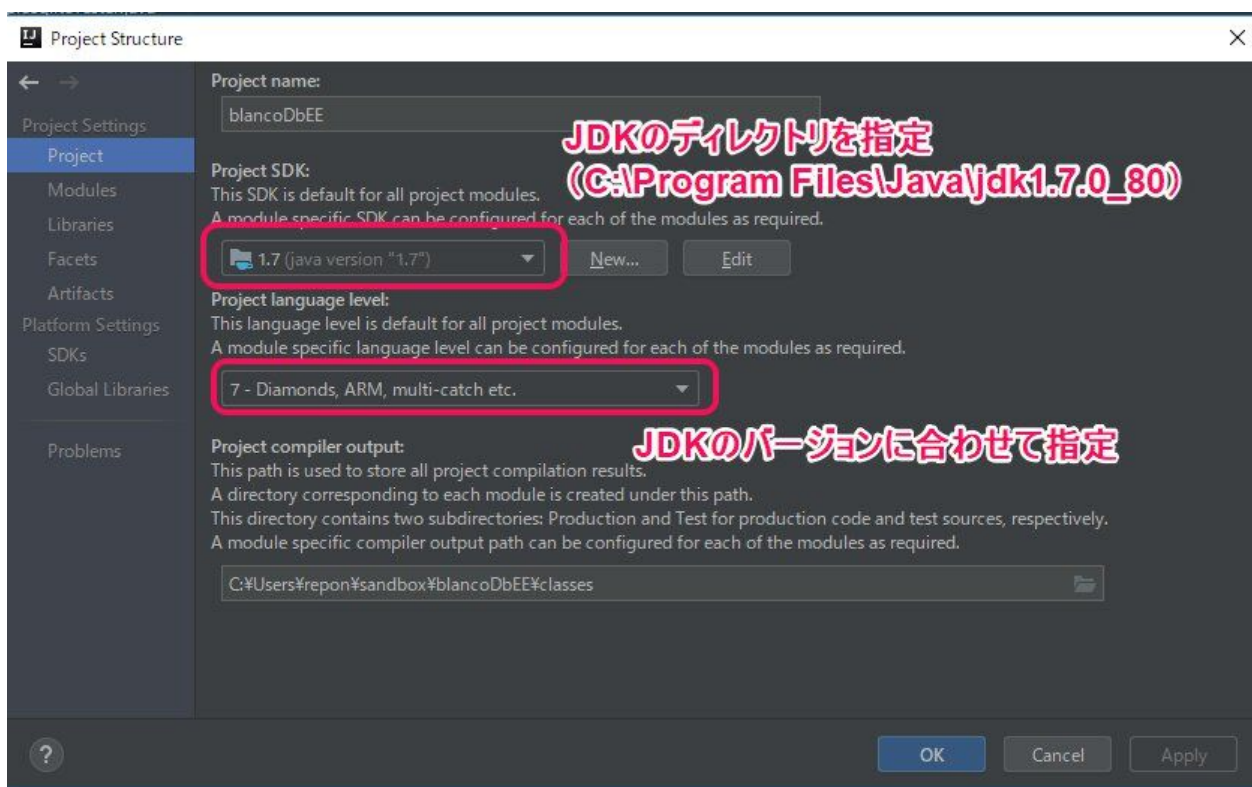 Project Structure
Project Settings
Project
Modules
Libraries
Facets
Artifacts
Platform Settings
SDKs
Global Libraries
Problems
Project name:
blancoDbEE
JDKのディレクトリを指定
（C:\Program Files\Java\jdk1.7.0_80）
Project SDK:
This SDK is default for all project modules.
A module specific SDK can be configured for each of the modules as required.
1.7 (java version "1.7")
New...
Edit
Project language level:
This language level is default for all project modules.
A module specific language level can be configured for each of the modules as required.
7 - Diamonds, ARM, multi-catch etc.
JDKのバージョンに合わせて指定
Project compiler output:
This path is used to store all project compilation results.
A directory corresponding to each module is created under this path.
This directory contains two subdirectories: Production and Test for production code and test sources, respectively.
A module specific compiler output path can be configured for each of the modules as required.
C:¥Users¥repon¥sandbox¥blancoDbEE¥classes
?
OK
Cancel
Apply